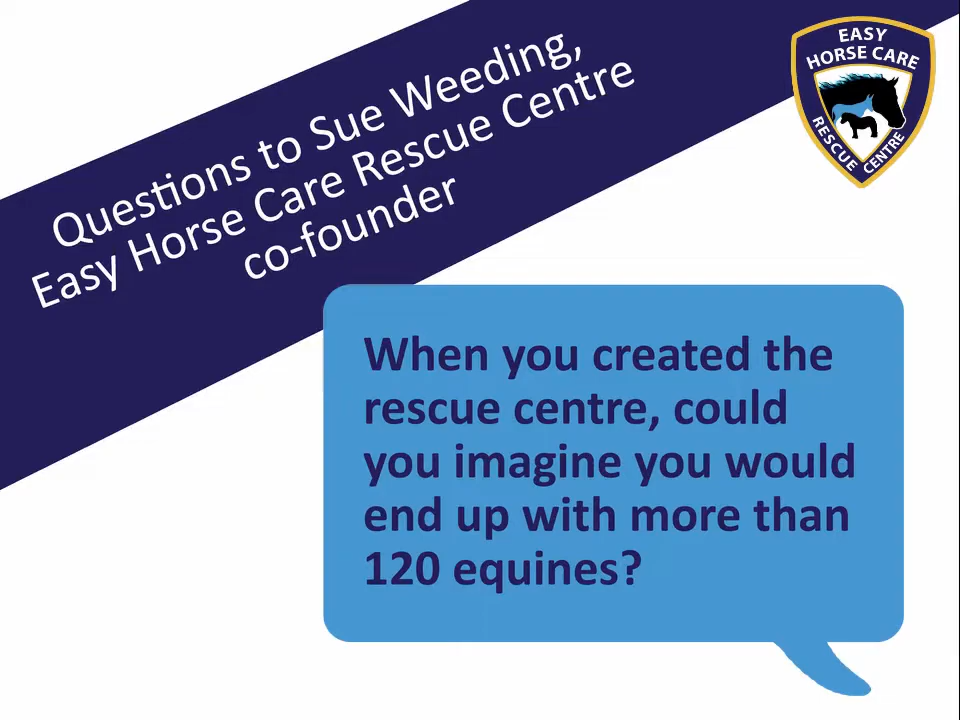 Questions to Sue Weeding,
Easy Horse Care Rescue Centre
co-founder
EASY
HORSE CARE
RESCUE
CENTRE
When you created the
rescue centre, could
you imagine you would
end up with more than
120 equines?